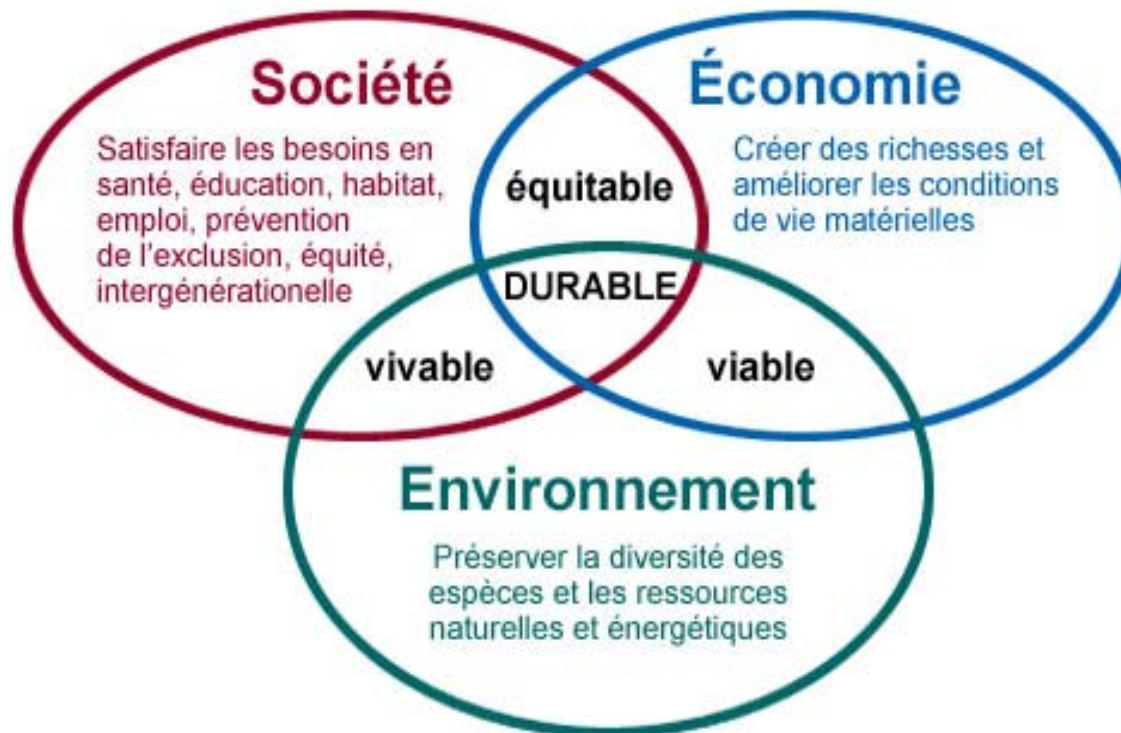 Société
Satisfaire les besoins en
santé, éducation, habitat,
emploi, prévention
de l'exclusion, équité,
intergénérationelle
Économie
Créer des richesses et
améliorer les conditions
de vie matérielles
équitable
DURABLE
vivable
viable
Environnement
Préserver la diversité des
espèces et les ressources
naturelles et énergétiques